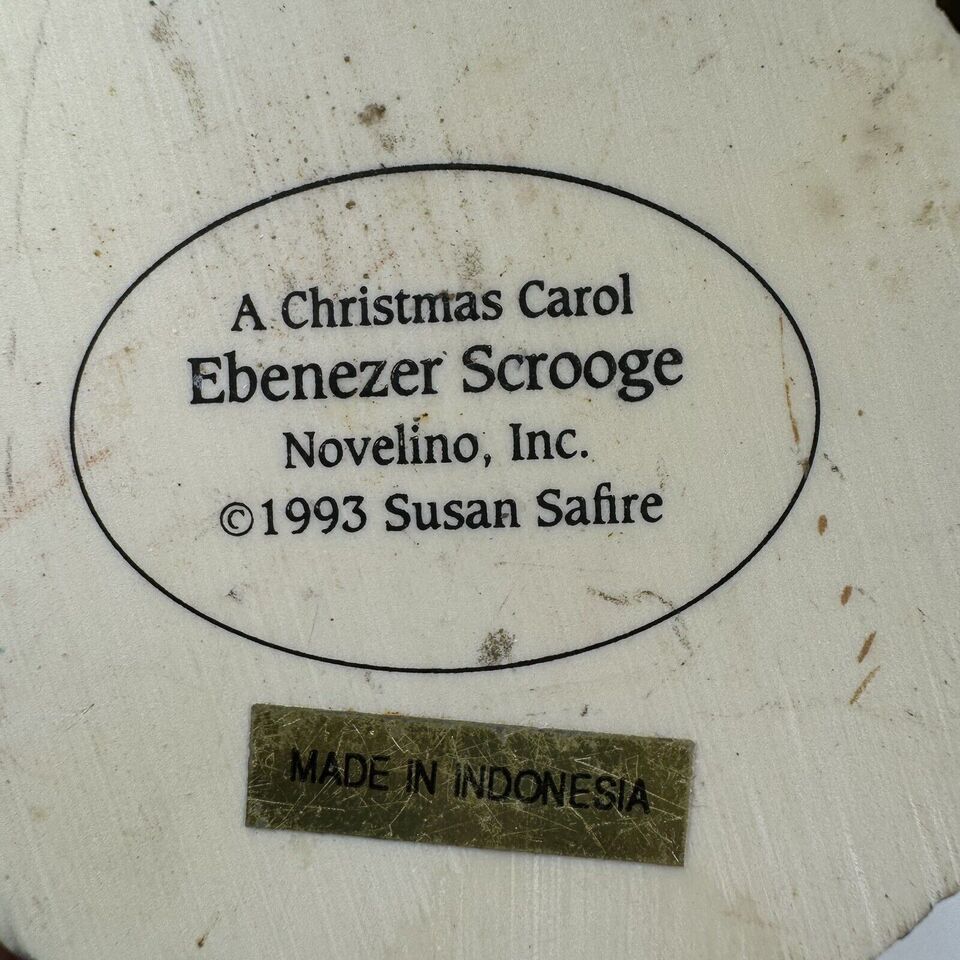 A Christmas Carol
Ebenezer Scrooge
Novelino, Inc.
©1993 Susan Safire
MADE IN INDONESIA